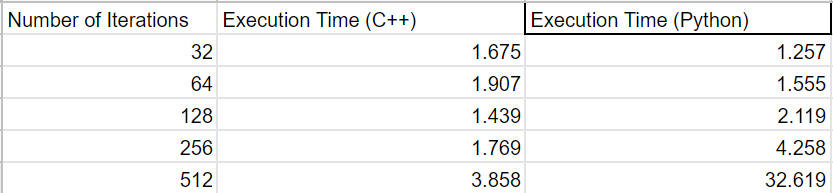 Number of Iterations Execution Time (C++) Execution Time (Python)
32 1.675 1.257
64 1.907 1.555
128 1.439 2.119
256 1.769 4.258
512 3.858 32.619